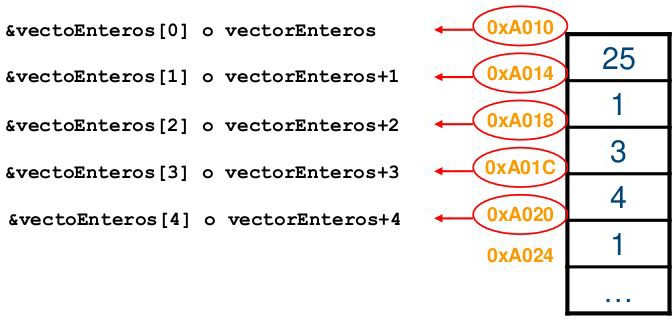 &vectoEnteros[0] o vectorEnteros 0xA010
25
&vectoEnteros[1] o vectorEnteros+1 0xA014
1
&vectoEnteros[2] o vectorEnteros+2 0xA018
3
&vectoEnteros[3] o vectorEnteros+3 0xA01C
4
&vectoEnteros[4] o vectorEnteros+4 0xA020
1
0xA024
...